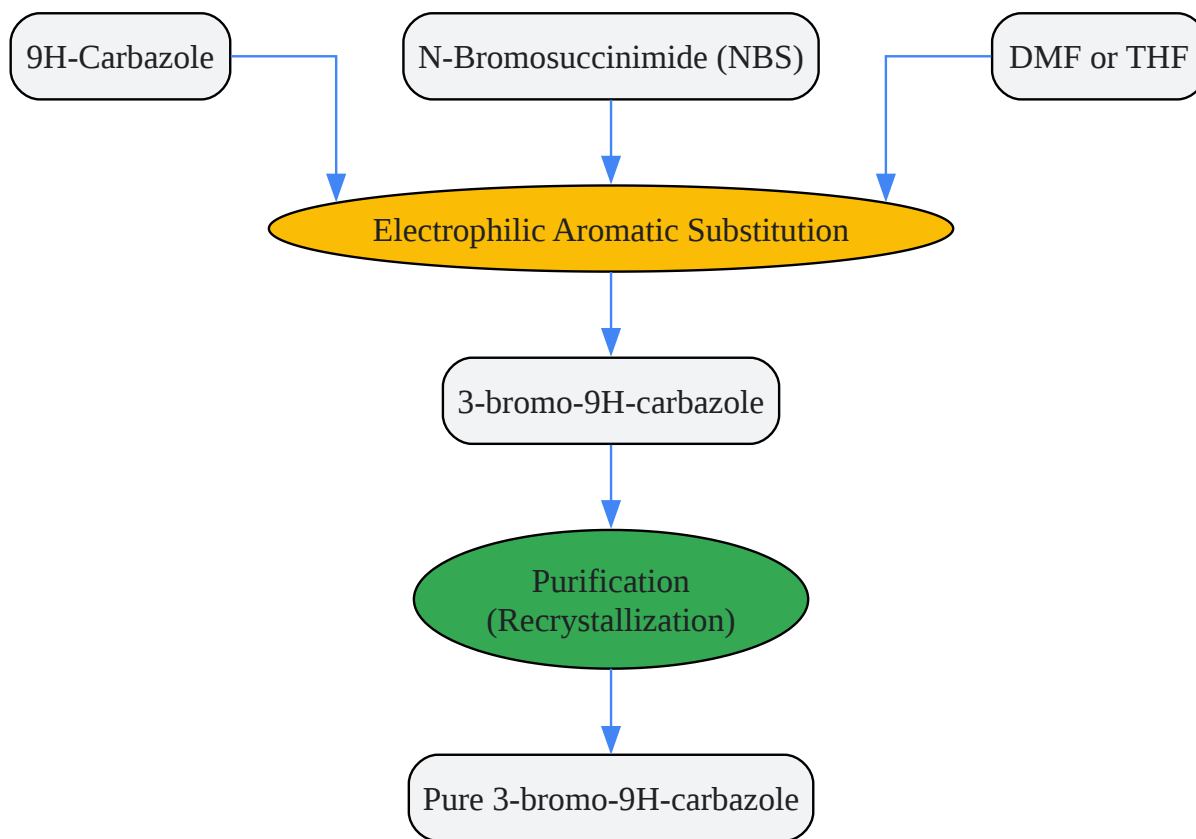 9H-Carbazole
N-Bromosuccinimide (NBS)
DMF or THF
Electrophilic Aromatic Substitution
3-bromo-9H-carbazole
Purification
(Recrystallization)
Pure 3-bromo-9H-carbazole